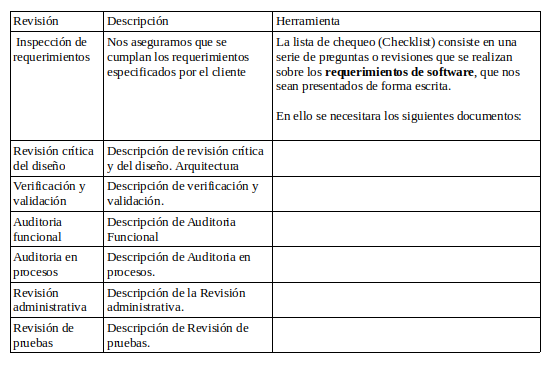 Revisión Descripción Herramienta
Inspección de requerimientos
Nos aseguramos que se
cumplan los requerimientos
especificados por el cliente
La lista de chequeo (Checklist) consiste en una
serie de preguntas o revisiones que se realizan
sobre los requerimientos de software, que nos
sean presentados de forma escrita.
En ello se necesitara los siguientes documentos:
Revisión crítica
del diseño
Descripción de revisión crítica
y del diseño. Arquitectura
Verificación y
validación
Descripción de verificación y
validación.
Auditoria
funcional
Descripción de Auditoria
Funcional
Auditoria en
procesos
Descripción de Auditoria en
procesos.
Revisión
administrativa
Descripción de la Revisión
administrativa.
Revisión de
pruebas
Descripción de Revisión de
pruebas.